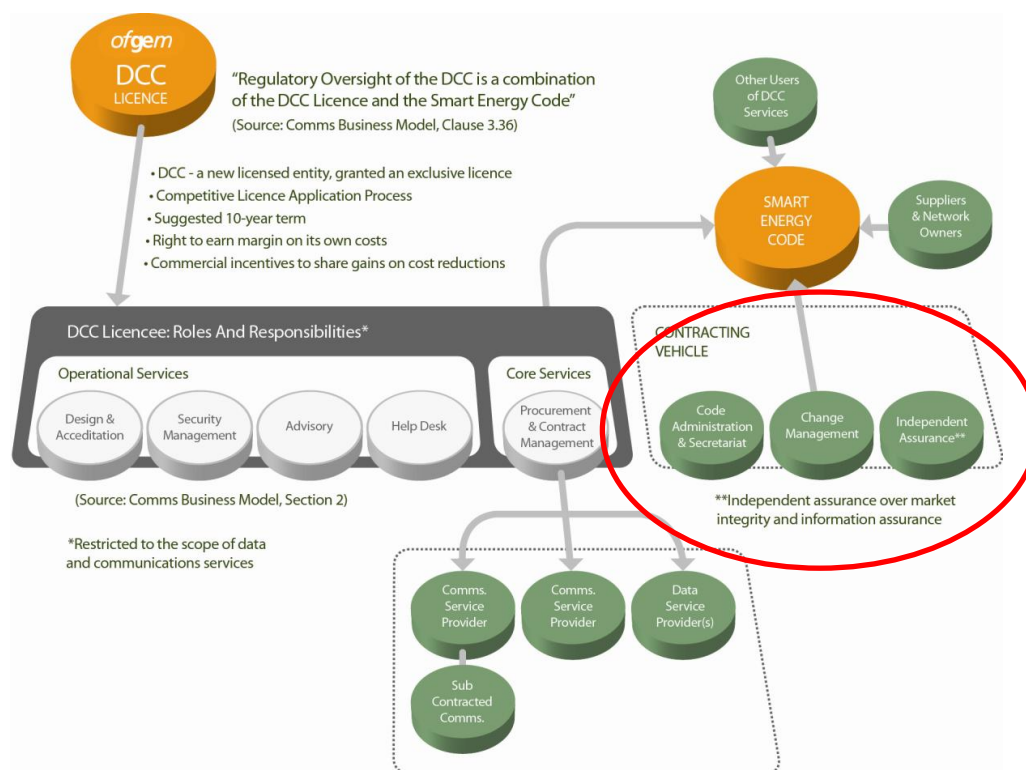 ofgem
DCC
LICENCE
“Regulatory Oversight of the DCC is a combination
of the DCC Licence and the Smart Energy Code”
(Source: Comms Business Model, Clause 3.36)
• DCC - a new licensed entity, granted an exclusive licence
• Competitive Licence Application Process
• Suggested 10-year term
• Right to earn margin on its own costs
• Commercial incentives to share gains on cost reductions
Other Users
of DCC
Services
SMART
ENERGY
CODE
Suppliers
& Network
Owners
DCC Licencee: Roles And Responsibilities*
Operational Services
Design &
Acceditation
Security
Management
Advisory
Help Desk
Core Services
Procurement
& Contract
Management
CONTRACTING
VEHICLE
Code
Administration
& Secretariat
Change
Management
Independent
Assurance**
(Source: Comms Business Model, Section 2)
**Independent assurance over market
integrity and information assurance
*Restricted to the scope of data
and communications services
Comms.
Service
Provider
Comms.
Service
Provider
Data
Service
Provider(s)
Sub
Contracted
Comms.